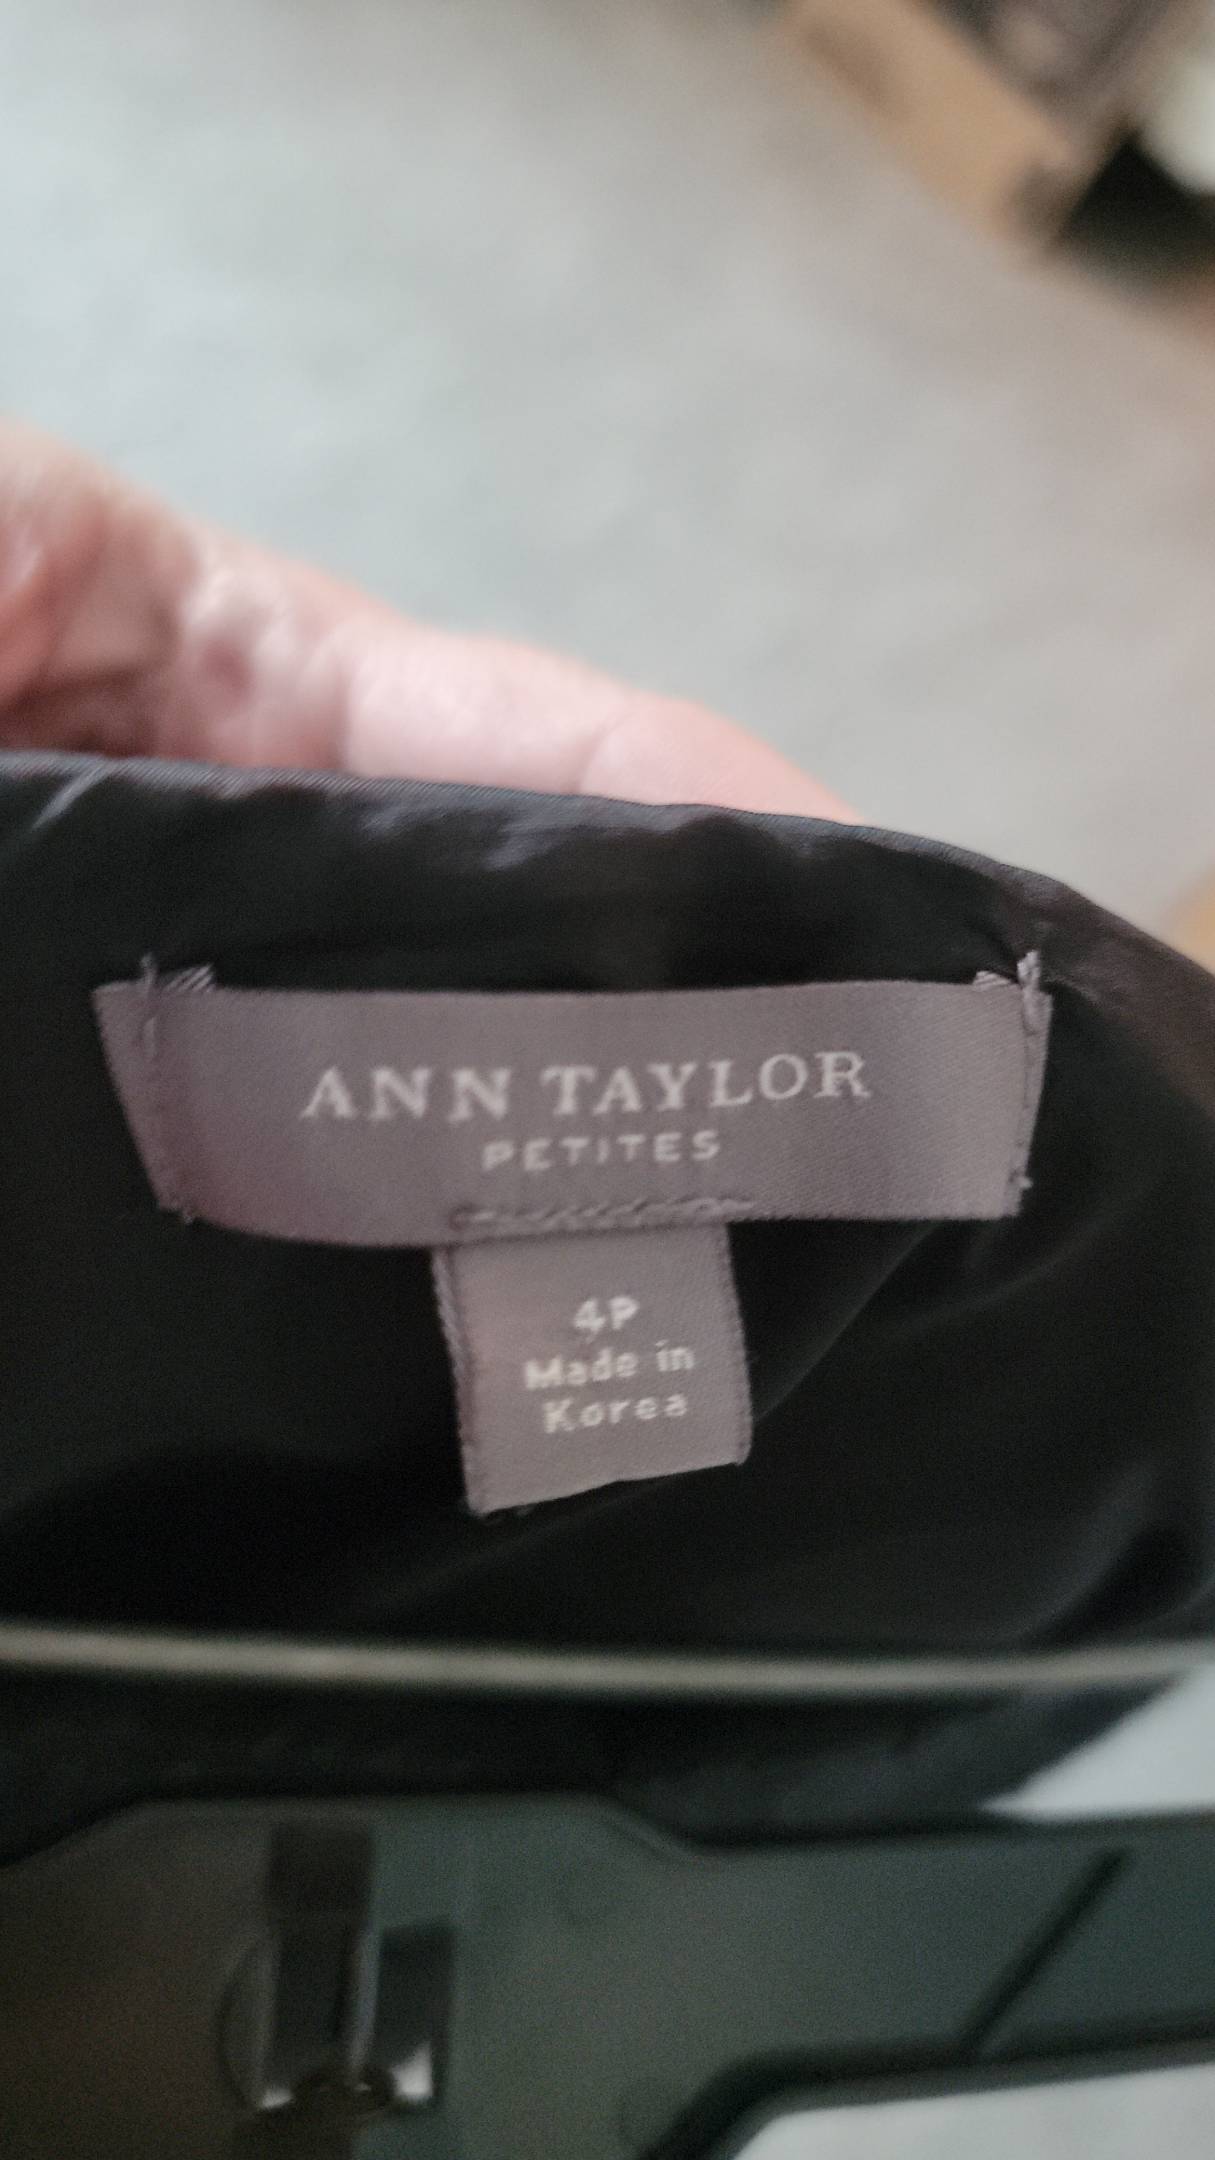 ANN TAYLOR
PETITES
4P
Made in
Korea